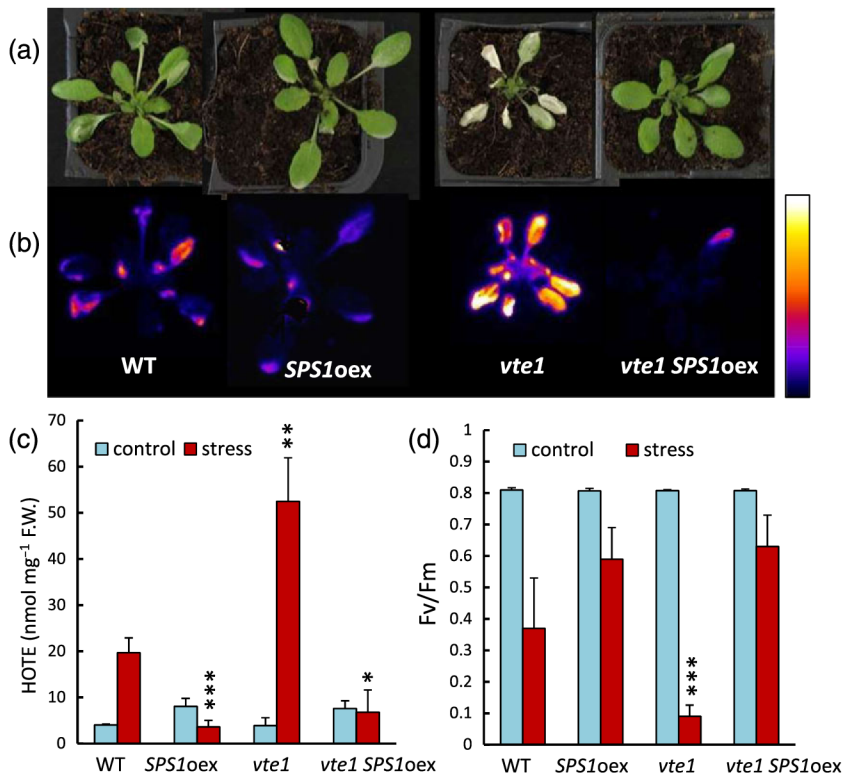 (a)
(b)
WT SPS1oex vte1 vte1 SPS1oex
(c)
(d)
70
60
50
40
30
20
10
0
HOTE (nmol mg⁻¹ F.W.)
control stress
**
***
*
WT SPS1oex vte1 vte1 SPS1oex
1
0.9
0.8
0.7
0.6
0.5
0.4
0.3
0.2
0.1
0
Fv/Fm
control stress
***
WT SPS1oex vte1 vte1 SPS1oex